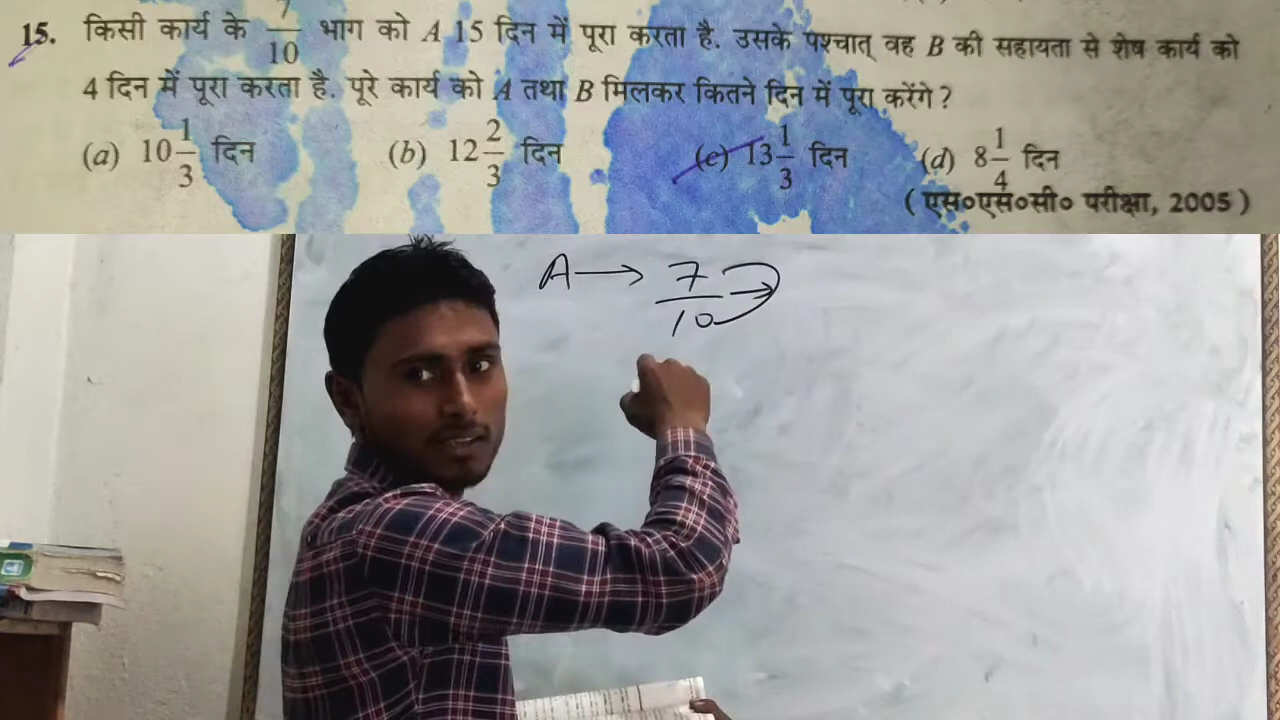 15. किसी कार्य के 7/10 भाग को A 15 दिन में पूरा करता है. उसके पश्चात् वह B की सहायता से शेष कार्य को
4 दिन में पूरा करता है. पूरे कार्य को A तथा B मिलकर कितने दिन में पूरा करेंगे ?
(a) 10 1/3 दिन (b) 12 2/3 दिन (c) 13 1/3 दिन (d) 8 1/4 दिन
( एस०एस०सी० परीक्षा, 2005 )
A → 7/10